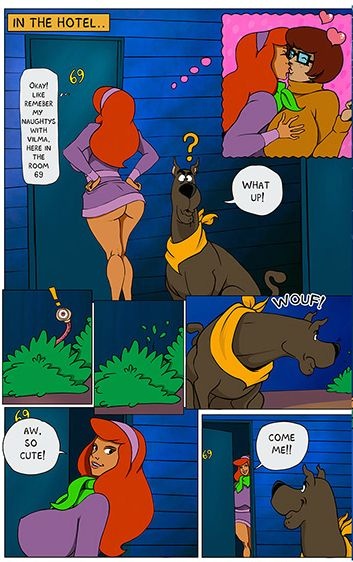 IN THE HOTEL..
OKAY!
LIKE
REMEBER
MY
NAUGHTYS
WITH
VILMA,
HERE IN
THE
ROOM
69
69
?
WHAT
UP!
!
WOUF!
69
AW,
SO
CUTE!
69
COME
ME!!